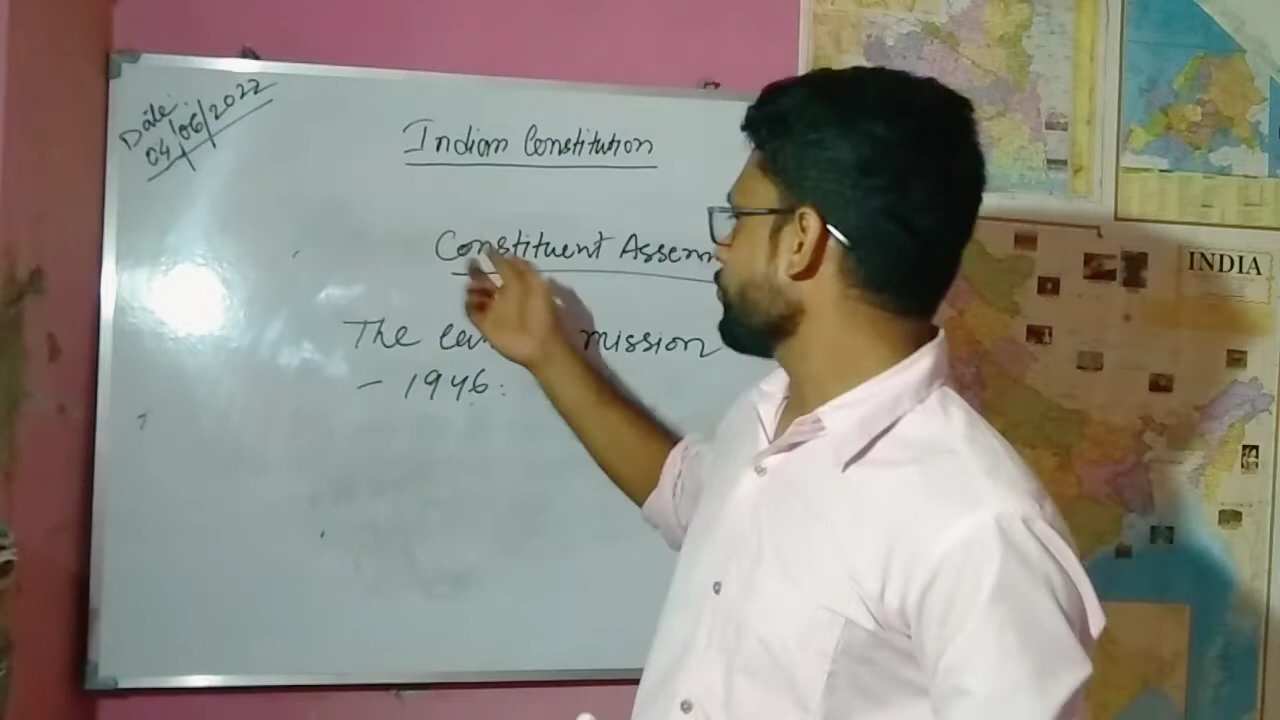 Date:
04/06/2022
Indian Constitution
Constituent Assem
The mission
- 1946:
INDIA